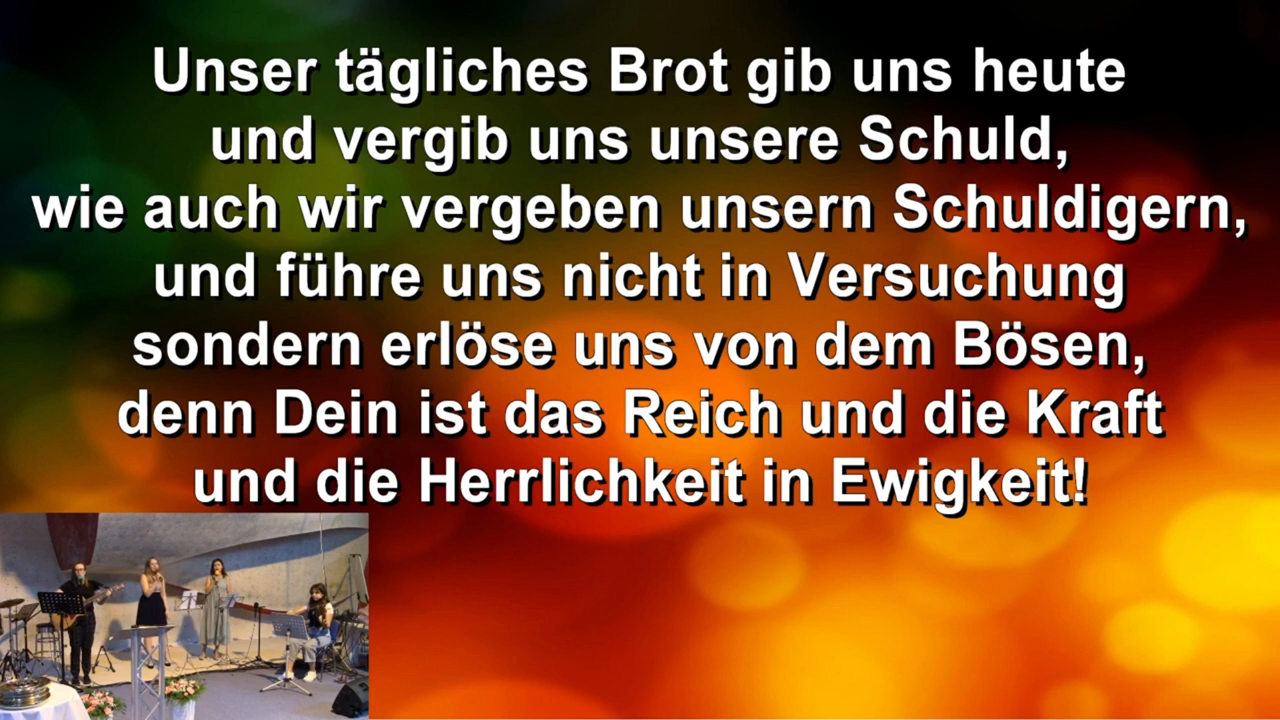 Unser tägliches Brot gib uns heute
und vergib uns unsere Schuld,
wie auch wir vergeben unsern Schuldigern,
und führe uns nicht in Versuchung
sondern erlöse uns von dem Bösen,
denn Dein ist das Reich und die Kraft
und die Herrlichkeit in Ewigkeit!